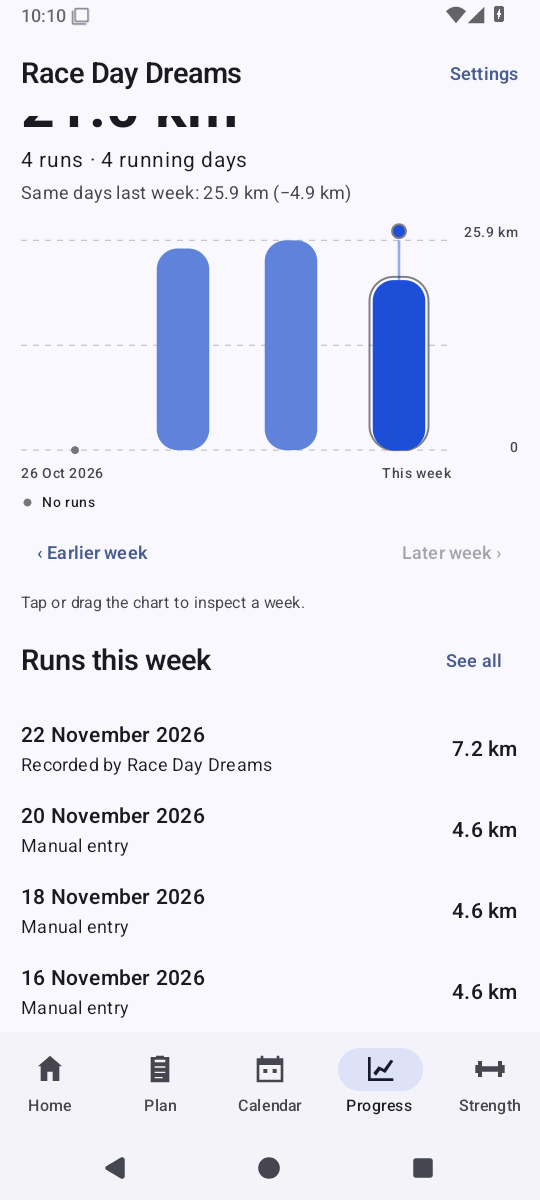 10:10
Race Day Dreams
Settings
4 runs · 4 running days
Same days last week: 25.9 km (−4.9 km)
25.9 km
0
26 Oct 2026
This week
No runs
‹ Earlier week
Later week ›
Tap or drag the chart to inspect a week.
Runs this week
See all
22 November 2026
7.2 km
Recorded by Race Day Dreams
20 November 2026
4.6 km
Manual entry
18 November 2026
4.6 km
Manual entry
16 November 2026
4.6 km
Manual entry
Home
Plan
Calendar
Progress
Strength